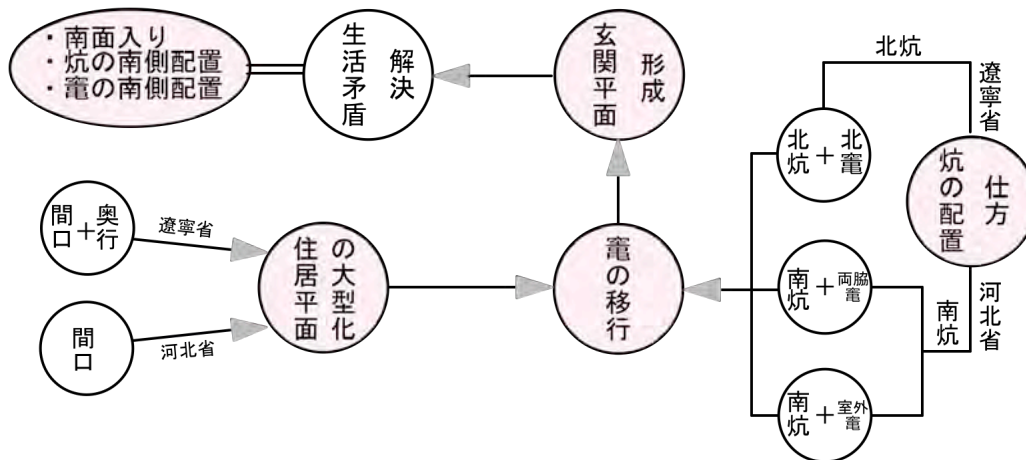 ・南面入り
・炕の南側配置
・竈の南側配置
生活矛盾
解決
玄関平面
形成
北炕
遼寧省
北炕＋北竈
炕の配置
仕方
間口＋奥行
遼寧省
住居平面
の大型化
竈の移行
南炕＋両脇竈
南炕
河北省
間口
河北省
南炕＋室外竈